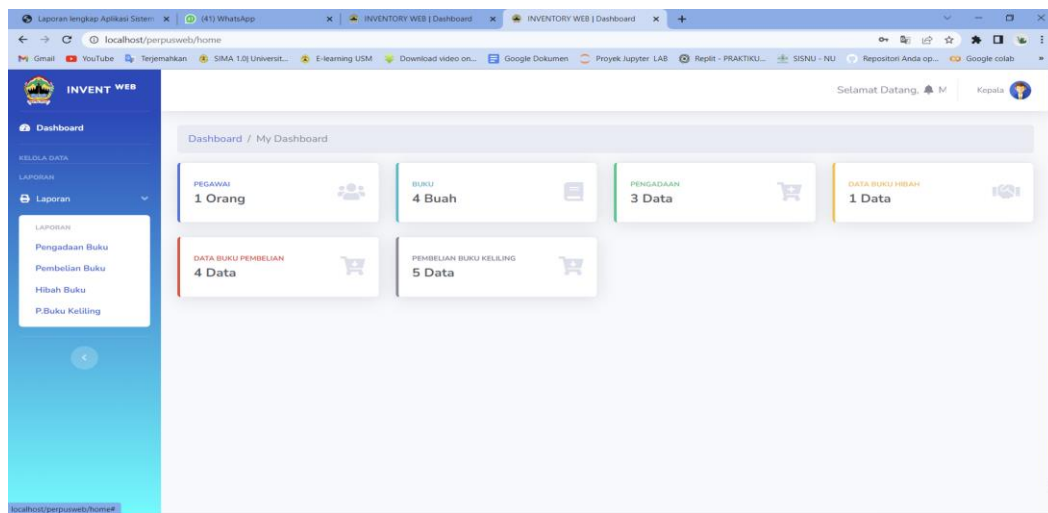 Laporan lengkap Aplikasi Sistem
(41) WhatsApp
INVENTORY WEB | Dashboard
INVENTORY WEB | Dashboard
localhost/perpusweb/home
Gmail YouTube Terjemahkan SIMA 1.0| Universit... E-learning USM Download video on... Google Dokumen Proyek Jupyter LAB Replit - PRAKTIKU... SISNU - NU Repositori Anda op... Google colab »
INVENT WEB
Selamat Datang, M
Kepala
Dashboard
Dashboard / My Dashboard
KELOLA DATA
LAPORAN
Laporan
LAPORAN
Pengadaan Buku
Pembelian Buku
Hibah Buku
P.Buku Keliling
PEGAWAI
1 Orang
BUKU
4 Buah
PENGADAAN
3 Data
DATA BUKU HIBAH
1 Data
DATA BUKU PEMBELIAN
4 Data
PEMBELIAN BUKU KELILING
5 Data
localhost/perpusweb/home#